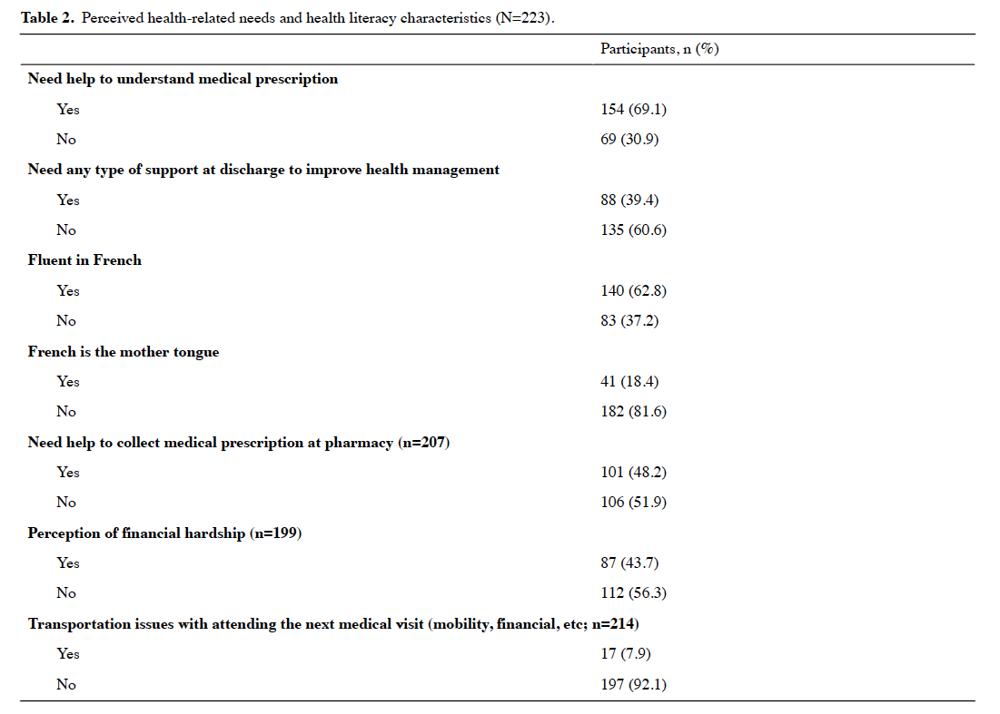 Table 2. Perceived health-related needs and health literacy characteristics (N=223).
Participants, n (%)
Need help to understand medical prescription
Yes 154 (69.1)
No 69 (30.9)
Need any type of support at discharge to improve health management
Yes 88 (39.4)
No 135 (60.6)
Fluent in French
Yes 140 (62.8)
No 83 (37.2)
French is the mother tongue
Yes 41 (18.4)
No 182 (81.6)
Need help to collect medical prescription at pharmacy (n=207)
Yes 101 (48.2)
No 106 (51.9)
Perception of financial hardship (n=199)
Yes 87 (43.7)
No 112 (56.3)
Transportation issues with attending the next medical visit (mobility, financial, etc; n=214)
Yes 17 (7.9)
No 197 (92.1)